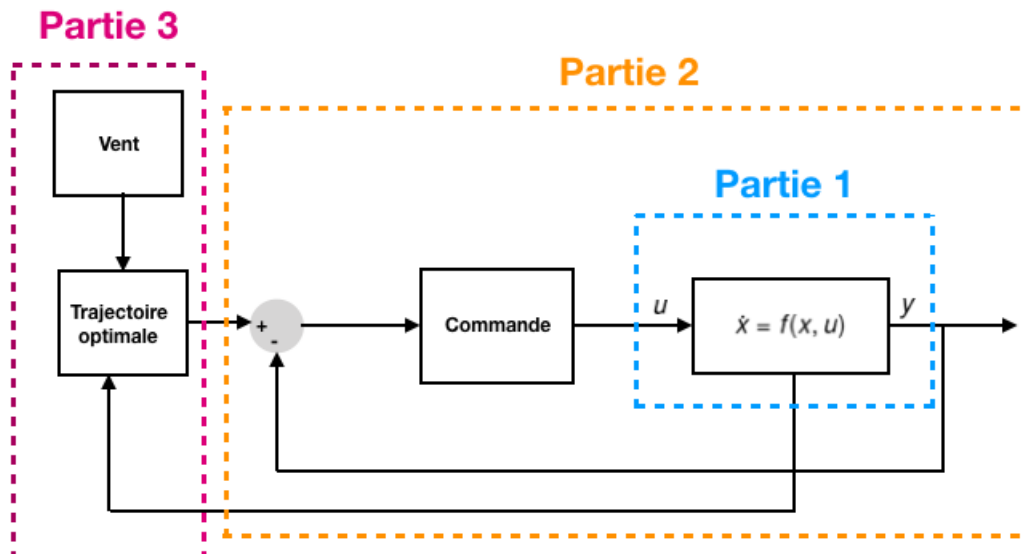 Partie 3
Partie 2
Vent
Partie 1
Trajectoire
optimale
+
-
Commande
u
ẋ = f(x, u)
y